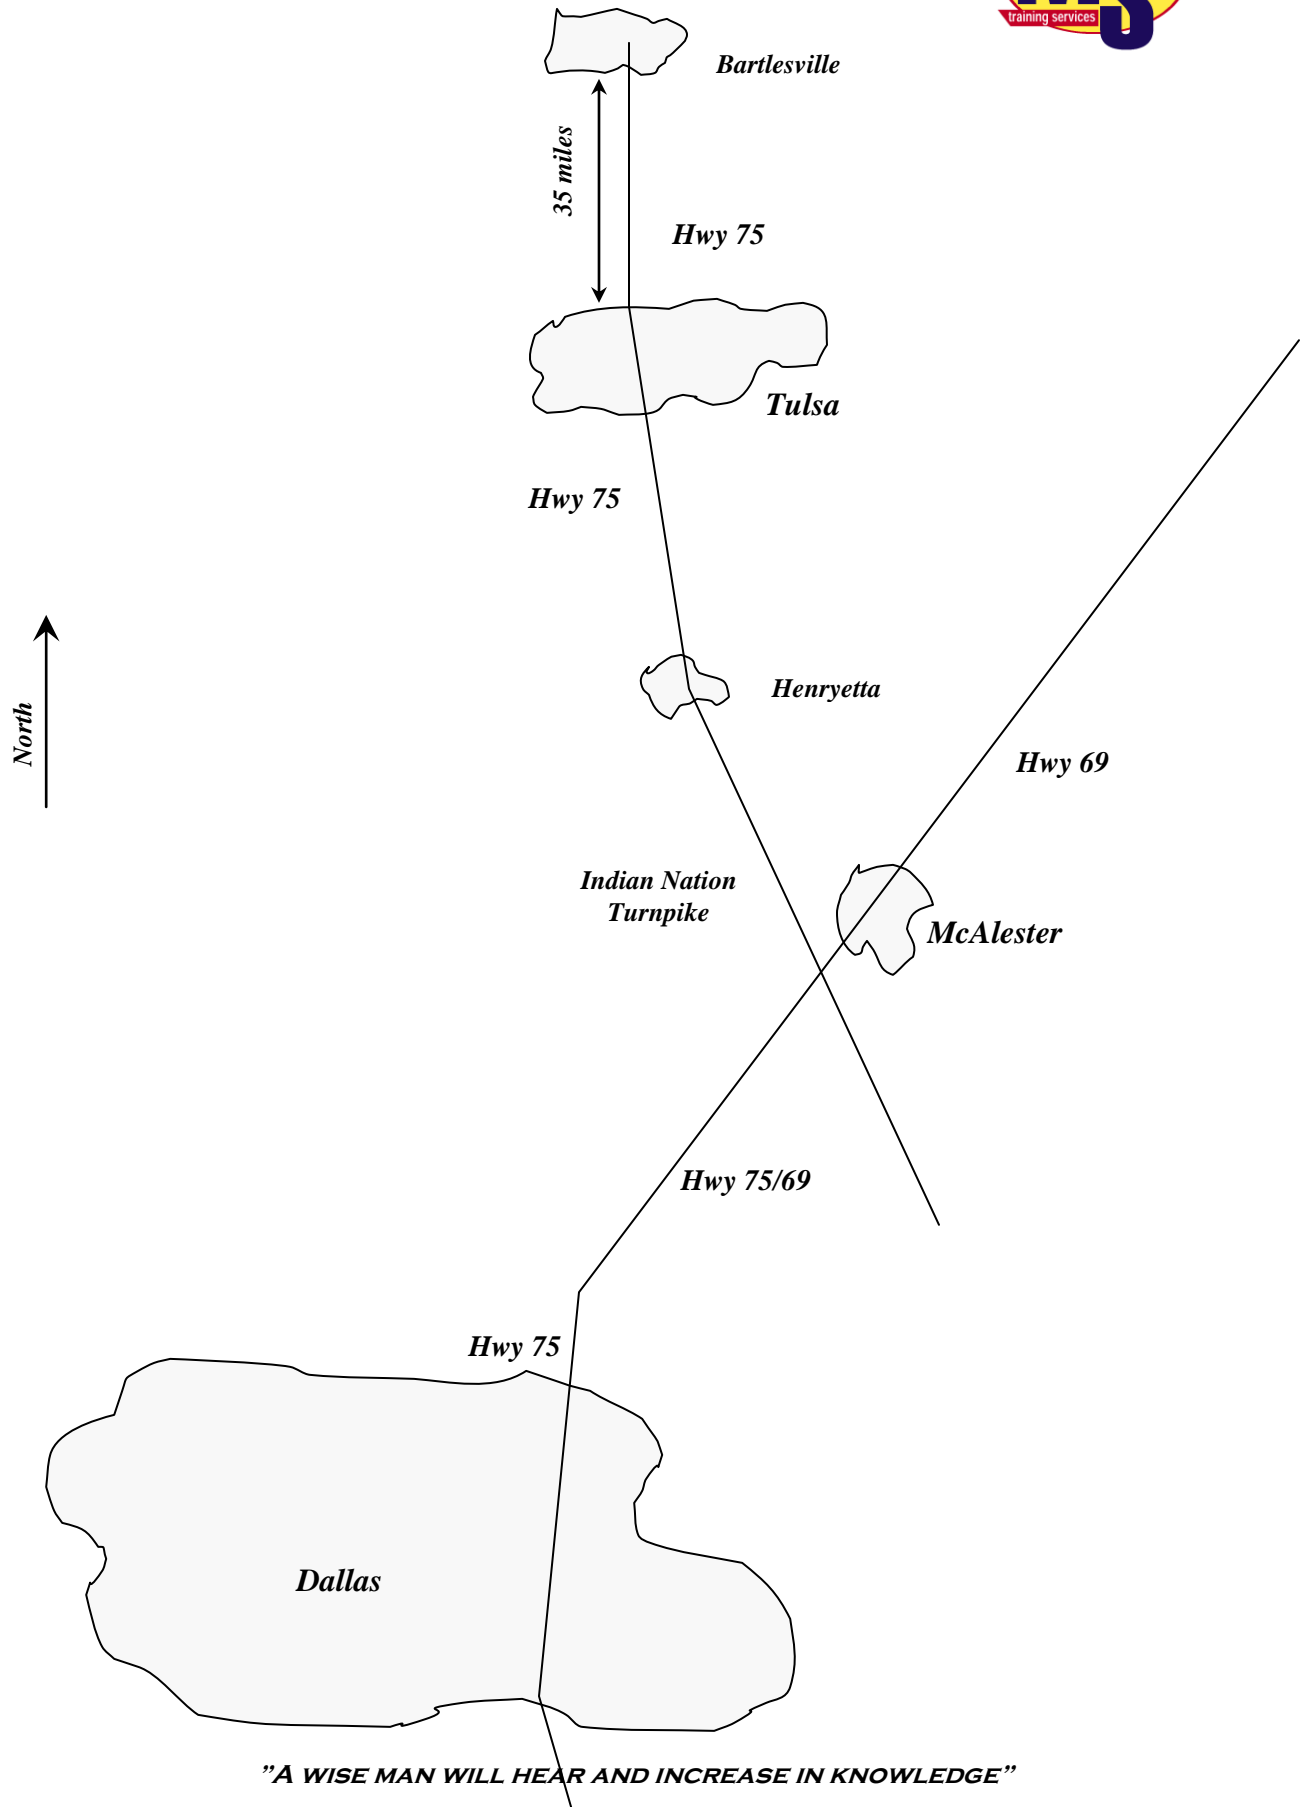 training services
Bartlesville
35 miles
Hwy 75
Tulsa
Hwy 75
North
Henryetta
Hwy 69
Indian Nation
Turnpike
McAlester
Hwy 75/69
Hwy 75
Dallas
”A WISE MAN WILL HEAR AND INCREASE IN KNOWLEDGE”